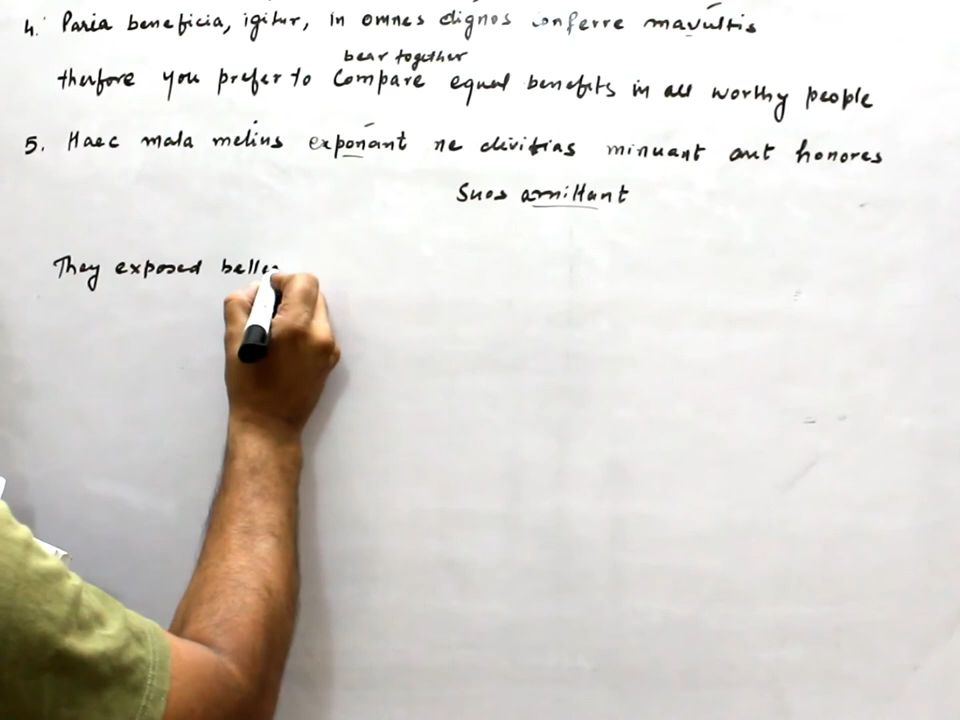 4. Paria beneficia, igitur, in omnes dignos conferre mavultis
bear together
therfore you prefer to Compare equal benefits in all worthy people
5. Haec mala melius exponant ne divitias minuant aut honores
Suos amittant
They exposed